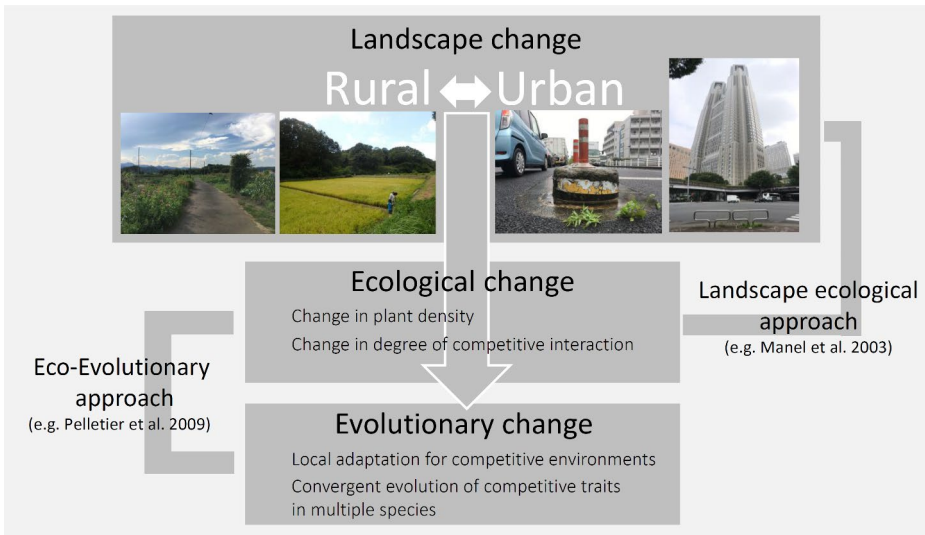 Landscape change
Rural Urban
Ecological change
Change in plant density
Change in degree of competitive interaction
Landscape ecological
approach
(e.g. Manel et al. 2003)
Eco-Evolutionary
approach
(e.g. Pelletier et al. 2009)
Evolutionary change
Local adaptation for competitive environments
Convergent evolution of competitive traits
in multiple species